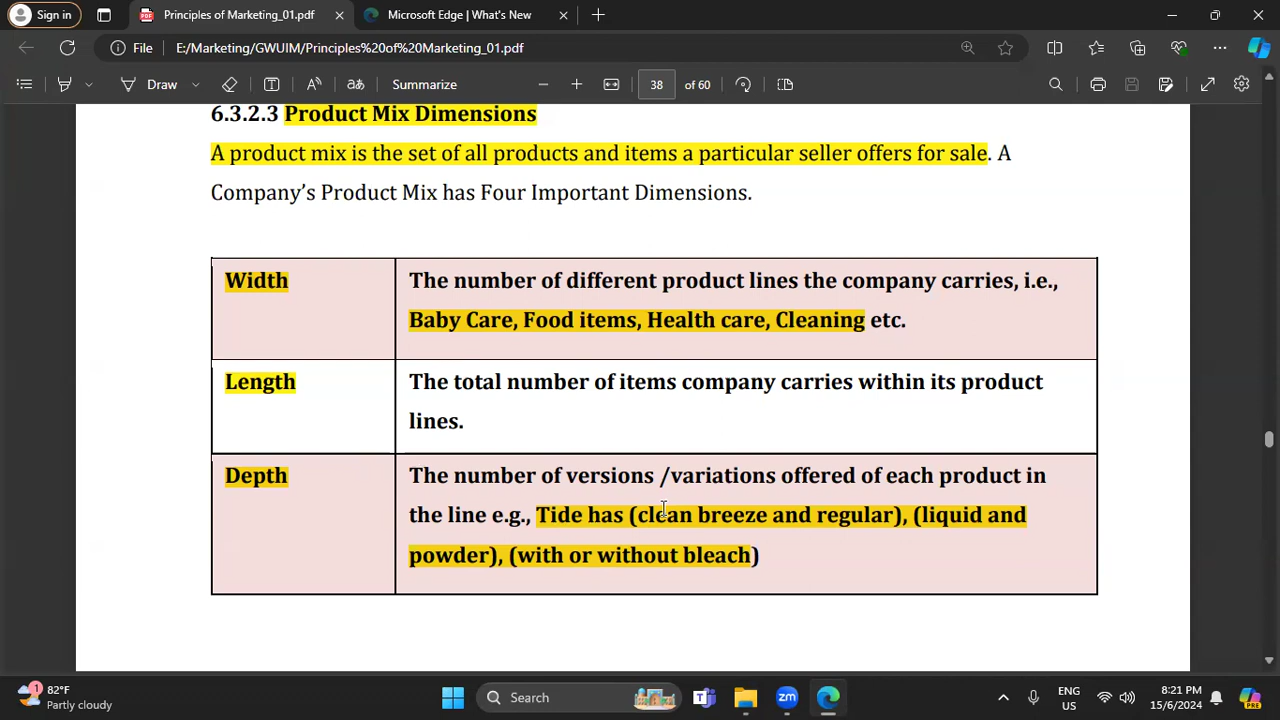 Sign in
Principles of Marketing_01.pdf
Microsoft Edge | What's New
File
E:/Marketing/GWUIM/Principles%20of%20Marketing_01.pdf
Draw
aあ
Summarize
38 of 60
6.3.2.3 Product Mix Dimensions
A product mix is the set of all products and items a particular seller offers for sale. A
Company’s Product Mix has Four Important Dimensions.
Width
The number of different product lines the company carries, i.e.,
Baby Care, Food items, Health care, Cleaning etc.
Length
The total number of items company carries within its product
lines.
Depth
The number of versions /variations offered of each product in
the line e.g., Tide has (clean breeze and regular), (liquid and
powder), (with or without bleach)
1
82°F
Partly cloudy
Search
ENG
US
8:21 PM
15/6/2024
PRE